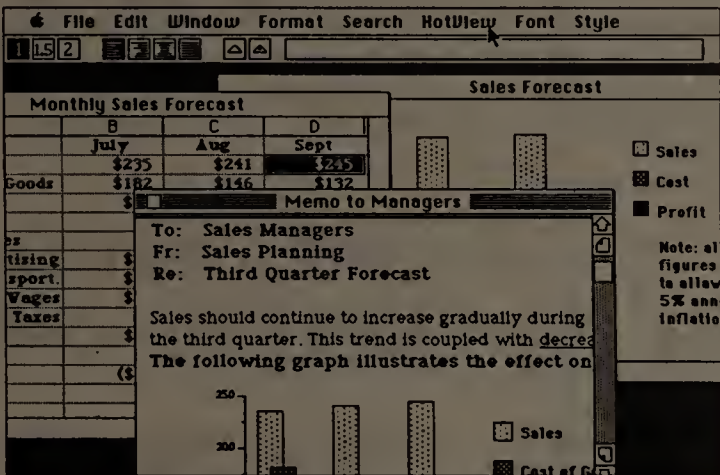 File Edit Window Format Search HotView Font Style
1 1.5 2
Sales Forecast
Monthly Sales Forecast
B C D
July Aug Sept
$235 $241 $245
Goods $182 $146 $132
$
es
tising $
sport. $
Wages $
Taxes
$
($
Sales
Cost
Profit
Note: al
figures
to allow
5% ann
inflatio
Memo to Managers
To: Sales Managers
Fr: Sales Planning
Re: Third Quarter Forecast
Sales should continue to increase gradually during
the third quarter. This trend is coupled with decrea
The following graph illustrates the effect on
250
200
Sales
Cost of G